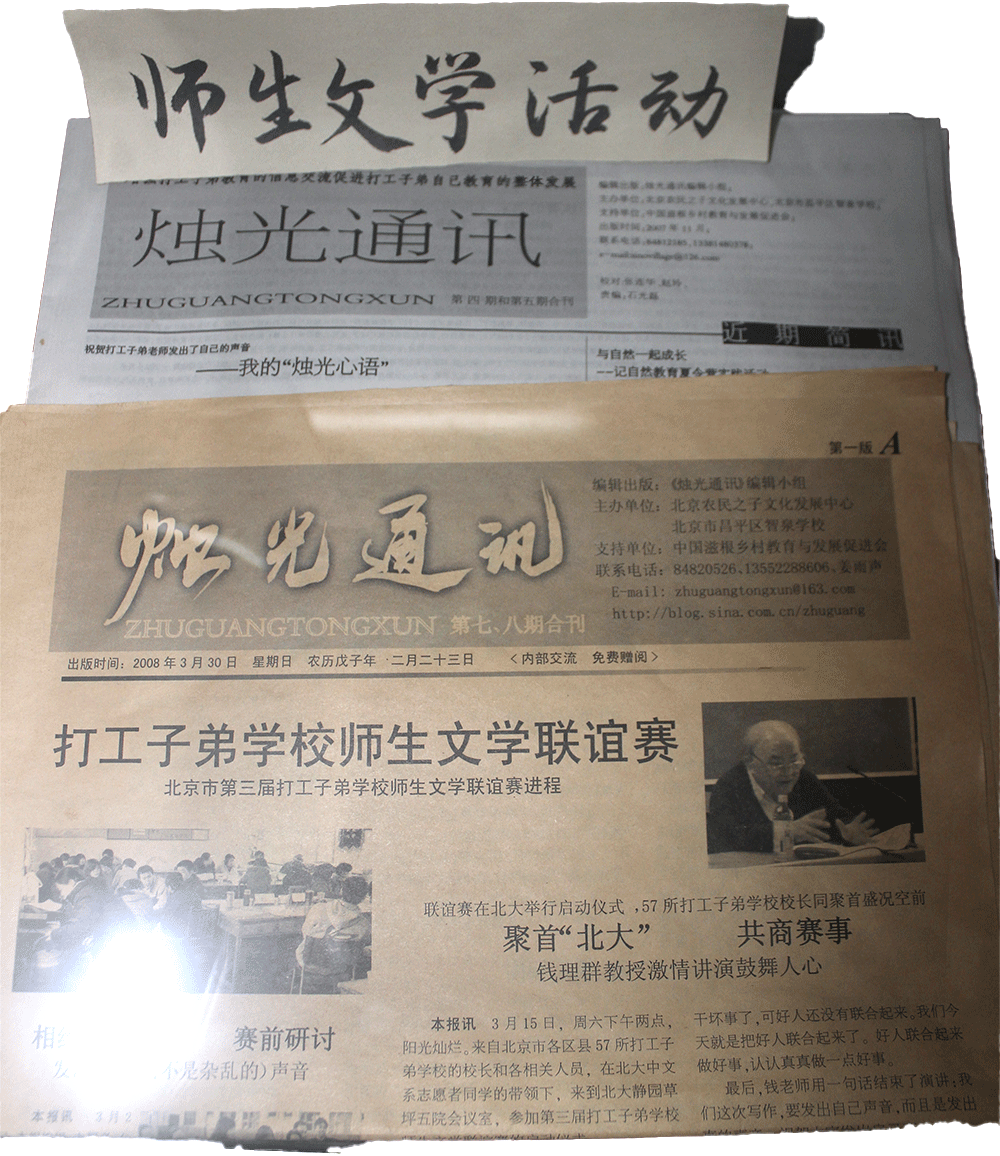 师生文学活动
打工子弟教育的信息交流促进打工子弟自己教育的整体发展
烛光通讯
ZHUGUANGTONGXUN 第四期和第五期合刊
编辑出版:烛光通讯编辑小组;
主办单位:北京农民之子文化发展中心、北京市昌平区智泉学校;
支持单位:中国滋根乡村教育与发展促进会;
出版时间:2007年11月;
联系电话:84812385,13381480378;
校对:张连华 赵玲
责编:石光磊
近期简讯
祝贺打工子弟老师发出了自己的声音
——我的“烛光心语”
与自然一起成长
--记自然教育夏令营实践活动
第一版 A
烛光通讯
ZHUGUANGTONGXUN 第七、八期合刊
编辑出版:《烛光通讯》编辑小组
主办单位:北京农民之子文化发展中心
北京市昌平区智泉学校
支持单位:中国滋根乡村教育与发展促进会
联系电话:84820526,13552288606,姜雨声
E-mail: zhuguangtongxun@163.com
http://blog.sina.com.cn/zhuguang
出版时间:2008年3月30日 星期日 农历戊子年·二月二十三日 <内部交流 免费赠阅>
打工子弟学校师生文学联谊赛
北京市第三届打工子弟学校师生文学联谊赛进程
联谊赛在北大举行启动仪式,57所打工子弟学校校长同聚首盛况空前
聚首“北大” 共商赛事
钱理群教授激情讲演鼓舞人心
赛前研讨
是杂乱的)声音
本报讯 3月2
本报讯 3月15日,周六下午两点,
阳光灿烂。来自北京市各区县57所打工子
弟学校的校长和各相关人员,在北大中文
系志愿者同学的带领下,来到北大静园草
坪五院会议室,参加第三届打工子弟学校
干坏事了,可好人还没有联合起来。我们今
天就是把好人联合起来了。好人联合起来
做好事,认认真真做一点好事。
最后,钱老师用一句话结束了演讲:我
们这次写作,要发出自己声音,而且是发出